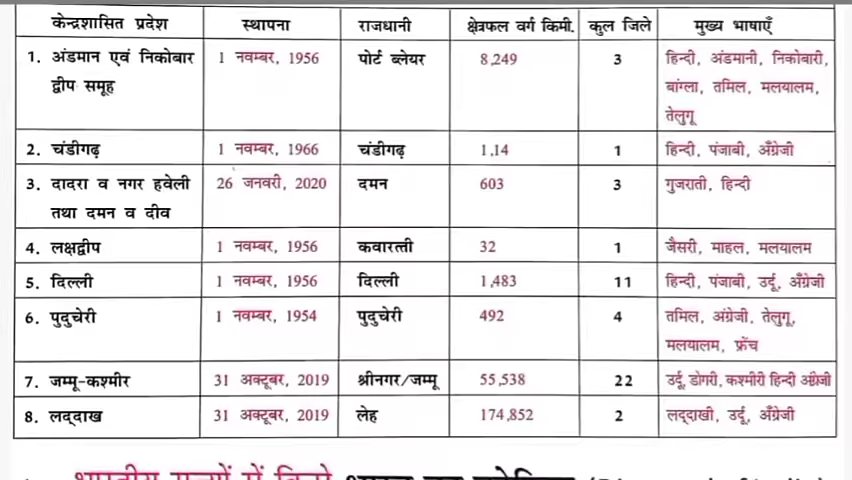 केन्द्रशासित प्रदेश स्थापना राजधानी क्षेत्रफल वर्ग किमी. कुल जिले मुख्य भाषाएँ
1. अंडमान एवं निकोबार 1 नवम्बर, 1956 पोर्ट ब्लेयर 8,249 3 हिन्दी, अंडमानी, निकोबारी,
द्वीप समूह बांग्ला, तमिल, मलयालम,
तेलुगू
2. चंडीगढ़ 1 नवम्बर, 1966 चंडीगढ़ 1,14 1 हिन्दी, पंजाबी, अँग्रेजी
3. दादरा व नगर हवेली 26 जनवरी, 2020 दमन 603 3 गुजराती, हिन्दी
तथा दमन व दीव
4. लक्षद्वीप 1 नवम्बर, 1956 कवारत्ती 32 1 जैसरी, माहल, मलयालम
5. दिल्ली 1 नवम्बर, 1956 दिल्ली 1,483 11 हिन्दी, पंजाबी, उर्दू, अँग्रेजी
6. पुदुचेरी 1 नवम्बर, 1954 पुदुचेरी 492 4 तमिल, अंग्रेजी, तेलुगू,
मलयालम, फ्रेंच
7. जम्मू-कश्मीर 31 अक्टूबर, 2019 श्रीनगर/जम्मू 55,538 22 उर्दू, डोगरी, कश्मीरी हिन्दी अंग्रेजी
8. लद्दाख 31 अक्टूबर, 2019 लेह 174,852 2 लद्दाखी, उर्दू, अँग्रेजी